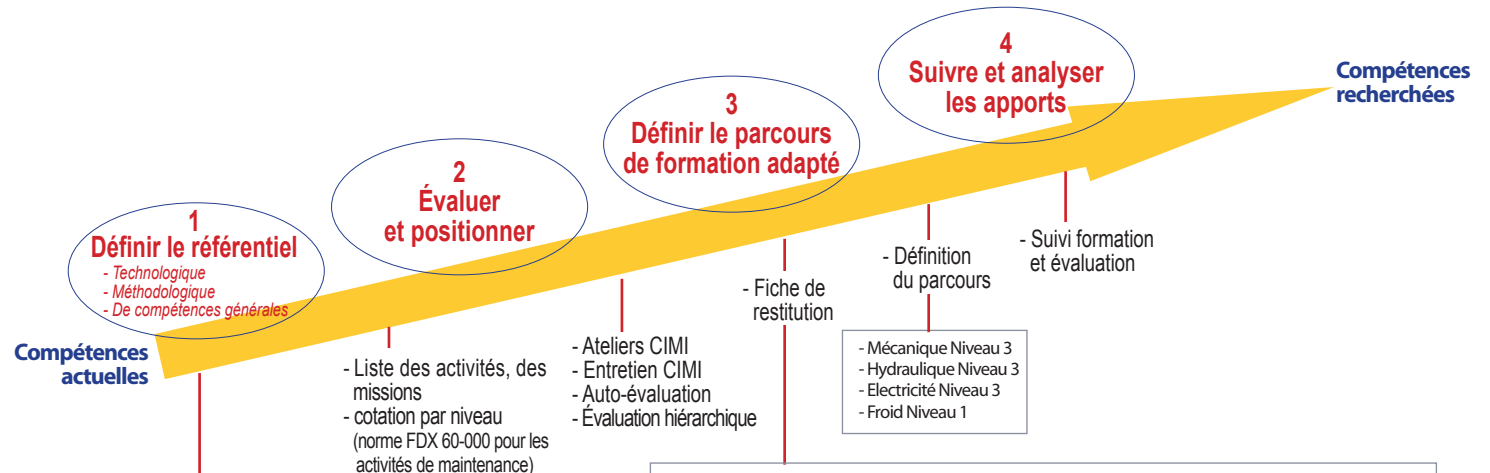 1
Définir le référentiel
- Technologique
- Méthodologique
- De compétences générales
2
Évaluer
et positionner
3
Définir le parcours
de formation adapté
4
Suivre et analyser
les apports
Compétences
recherchées
Compétences
actuelles
- Liste des activités, des
missions
- cotation par niveau
(norme FDX 60-000 pour les
activités de maintenance)
- Ateliers CIMI
- Entretien CIMI
- Auto-évaluation
- Évaluation hiérarchique
- Fiche de
restitution
- Définition
du parcours
- Mécanique Niveau 3
- Hydraulique Niveau 3
- Electricité Niveau 3
- Froid Niveau 1
- Suivi formation
et évaluation